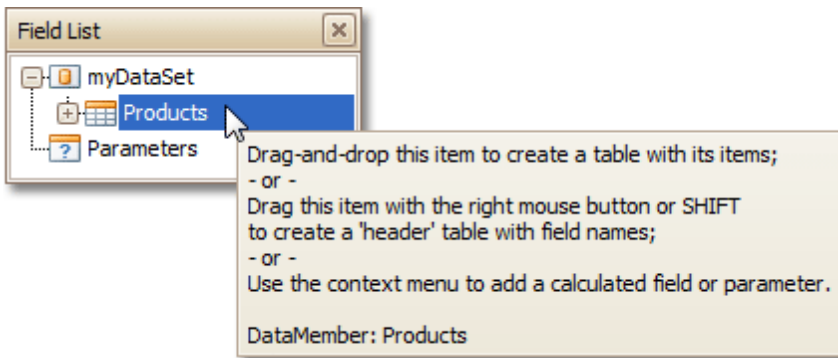 Field List
myDataSet
Products
Parameters
Drag-and-drop this item to create a table with its items;
- or -
Drag this item with the right mouse button or SHIFT
to create a 'header' table with field names;
- or -
Use the context menu to add a calculated field or parameter.
DataMember: Products